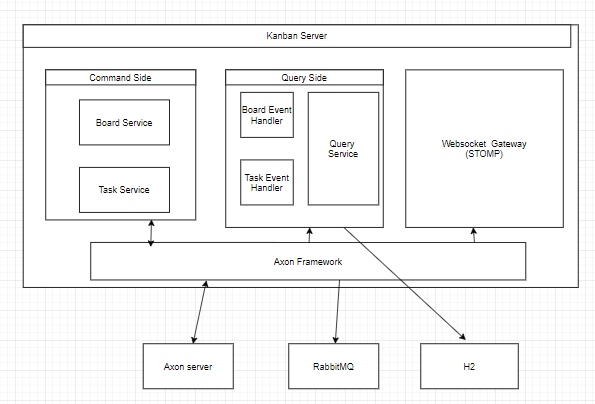 Kanban Server
Command Side
Query Side
Board Service
Task Service
Board Event
Handler
Task Event
Handler
Query
Service
Websocket Gateway
(STOMP)
Axon Framework
Axon server
RabbitMQ
H2